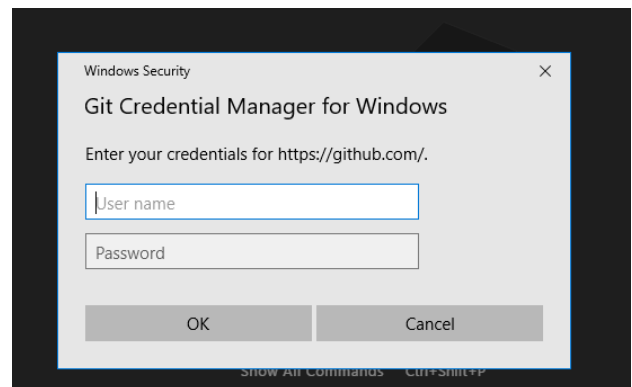 Windows Security
Git Credential Manager for Windows
Enter your credentials for https://github.com/.
User name
Password
OK Cancel
Show All Commands Ctrl+Shift+P